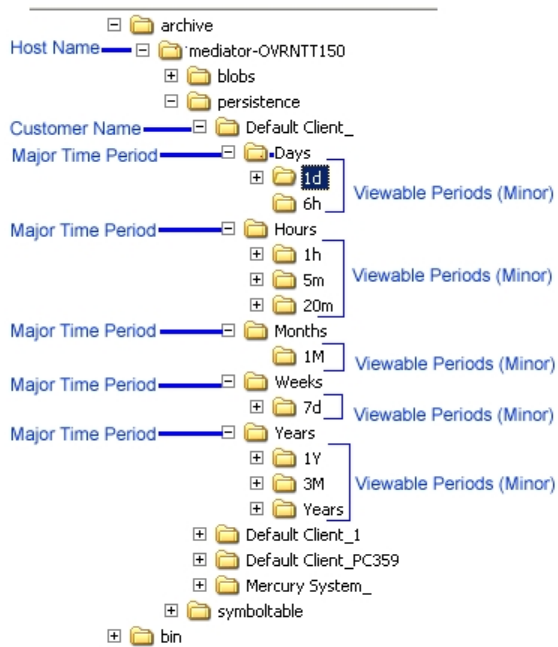 archive
Host Name mediator-OVRNTT150
blobs
persistence
Customer Name Default Client_
Major Time Period Days
1d
Viewable Periods (Minor)
6h
Major Time Period Hours
1h
5m
Viewable Periods (Minor)
20m
Major Time Period Months
1M
Viewable Periods (Minor)
Major Time Period Weeks
7d
Viewable Periods (Minor)
Major Time Period Years
1Y
3M
Viewable Periods (Minor)
Years
Default Client_1
Default Client_PC359
Mercury System_
symboltable
bin